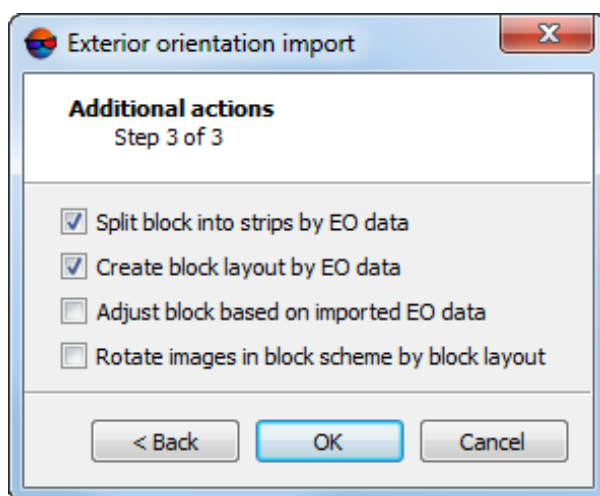 Exterior orientation import
Additional actions
Step 3 of 3
Split block into strips by EO data
Create block layout by EO data
Adjust block based on imported EO data
Rotate images in block scheme by block layout
< Back OK Cancel